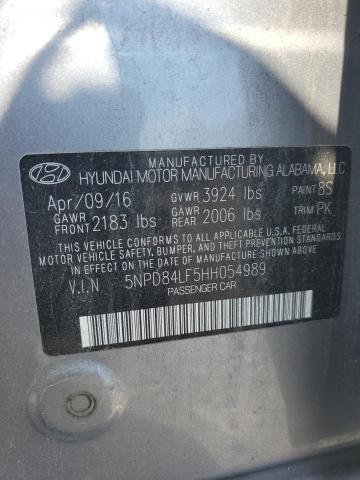 HYUNDAI MOTOR MANUFACTURING ALABAMA, LLC
Apr/09/16 GVWR 3924 lbs PAINT 8S
GAWR FRONT 2183 lbs GAWR REAR 2006 lbs TRIM PK
THIS VEHICLE CONFORMS TO ALL APPLICABLE U.S.A. FEDERAL
MOTOR VEHICLE SAFETY, BUMPER, AND THEFT PREVENTION
STANDARDS IN EFFECT ON THE DATE OF MANUFACTURE SHOWN ABOVE.
V.I.N 5NPD84LF5HH054989
PASSENGER CAR